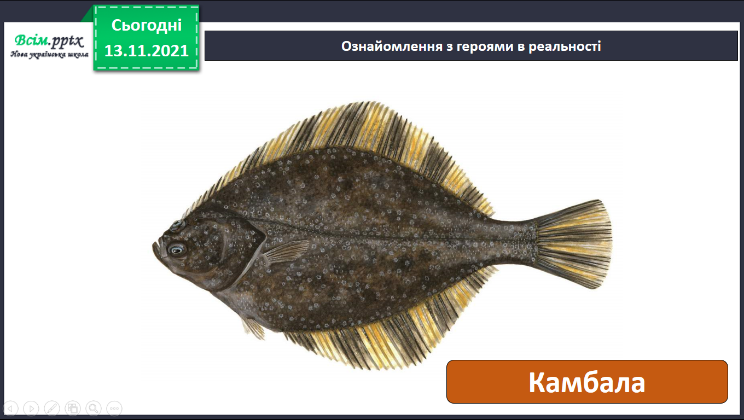 Всім.pptx
Нова українська школа
Сьогодні
13.11.2021
Ознайомлення з героями в реальності
Камбала